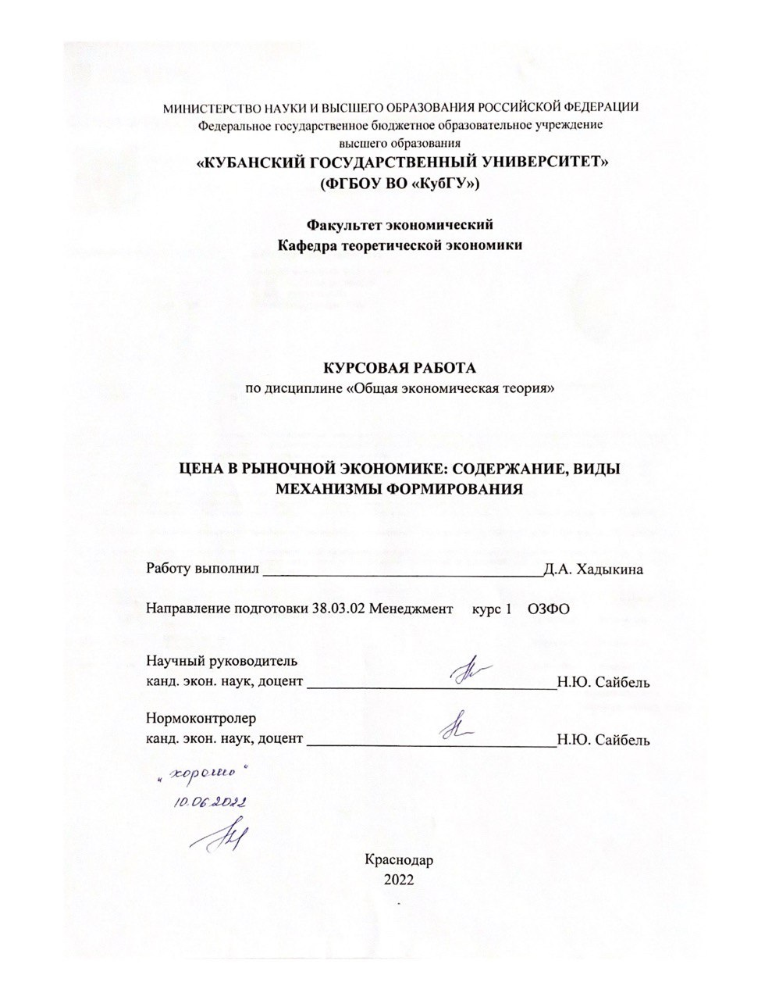 МИНИСТЕРСТВО НАУКИ И ВЫСШЕГО ОБРАЗОВАНИЯ РОССИЙСКОЙ ФЕДЕРАЦИИ
Федеральное государственное бюджетное образовательное учреждение
высшего образования
«КУБАНСКИЙ ГОСУДАРСТВЕННЫЙ УНИВЕРСИТЕТ»
(ФГБОУ ВО «КубГУ»)
Факультет экономический
Кафедра теоретической экономики
КУРСОВАЯ РАБОТА
по дисциплине «Общая экономическая теория»
ЦЕНА В РЫНОЧНОЙ ЭКОНОМИКЕ: СОДЕРЖАНИЕ, ВИДЫ
МЕХАНИЗМЫ ФОРМИРОВАНИЯ
Работу выполнил ____________________________________Д.А. Хадыкина
Направление подготовки 38.03.02 Менеджмент курс 1 ОЗФО
Научный руководитель
канд. экон. наук, доцент ________________________________Н.Ю. Сайбель
Нормоконтролер
канд. экон. наук, доцент ________________________________Н.Ю. Сайбель
„хорошо“
10.06.2022
Краснодар
2022